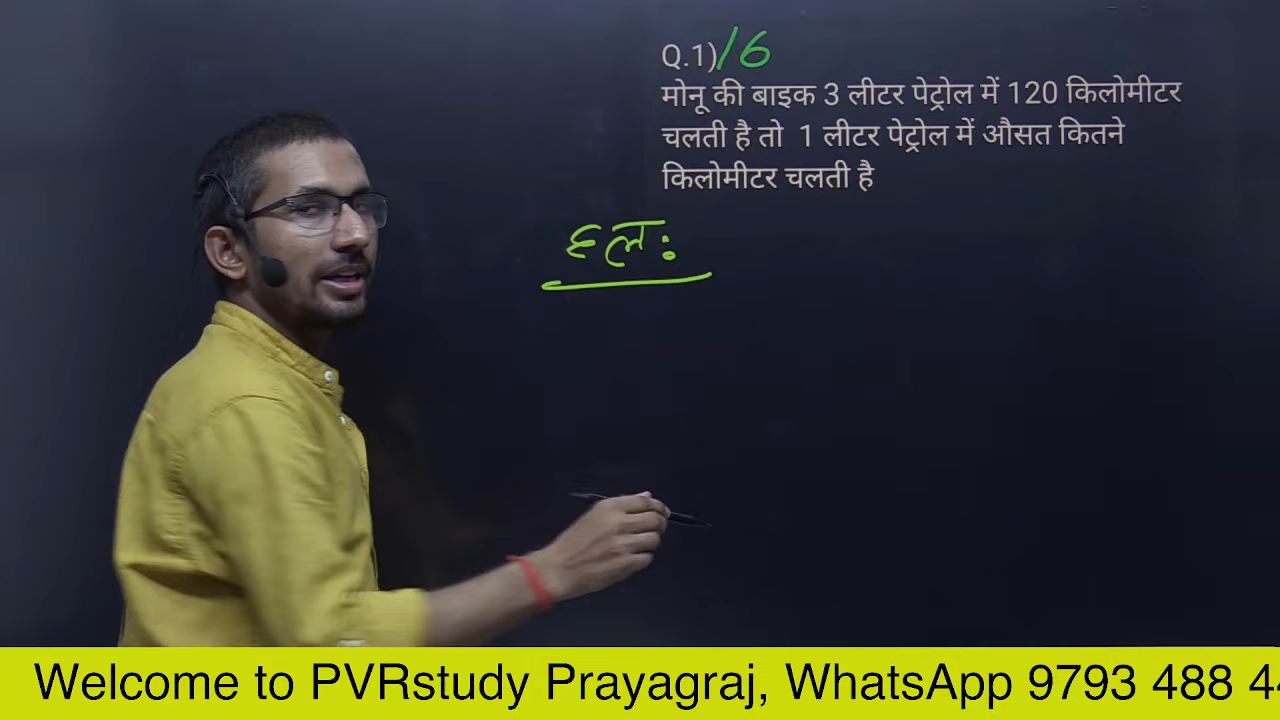 Q.1)/6
मोनू की बाइक 3 लीटर पेट्रोल में 120 किलोमीटर
चलती है तो 1 लीटर पेट्रोल में औसत कितने
किलोमीटर चलती है
हल:
Welcome to PVRstudy Prayagraj, WhatsApp 9793 488 4